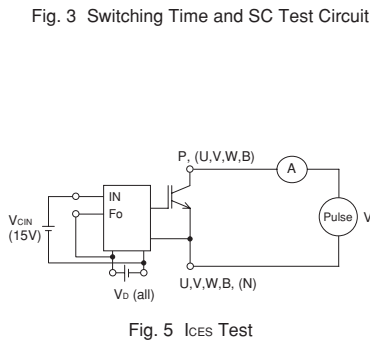 Fig. 3 Switching Time and SC Test Circuit
P, (U,V,W,B)
A
IN
Fo
VCIN
(15V)
Pulse
V
VD (all)
U,V,W,B, (N)
Fig. 5 ICES Test